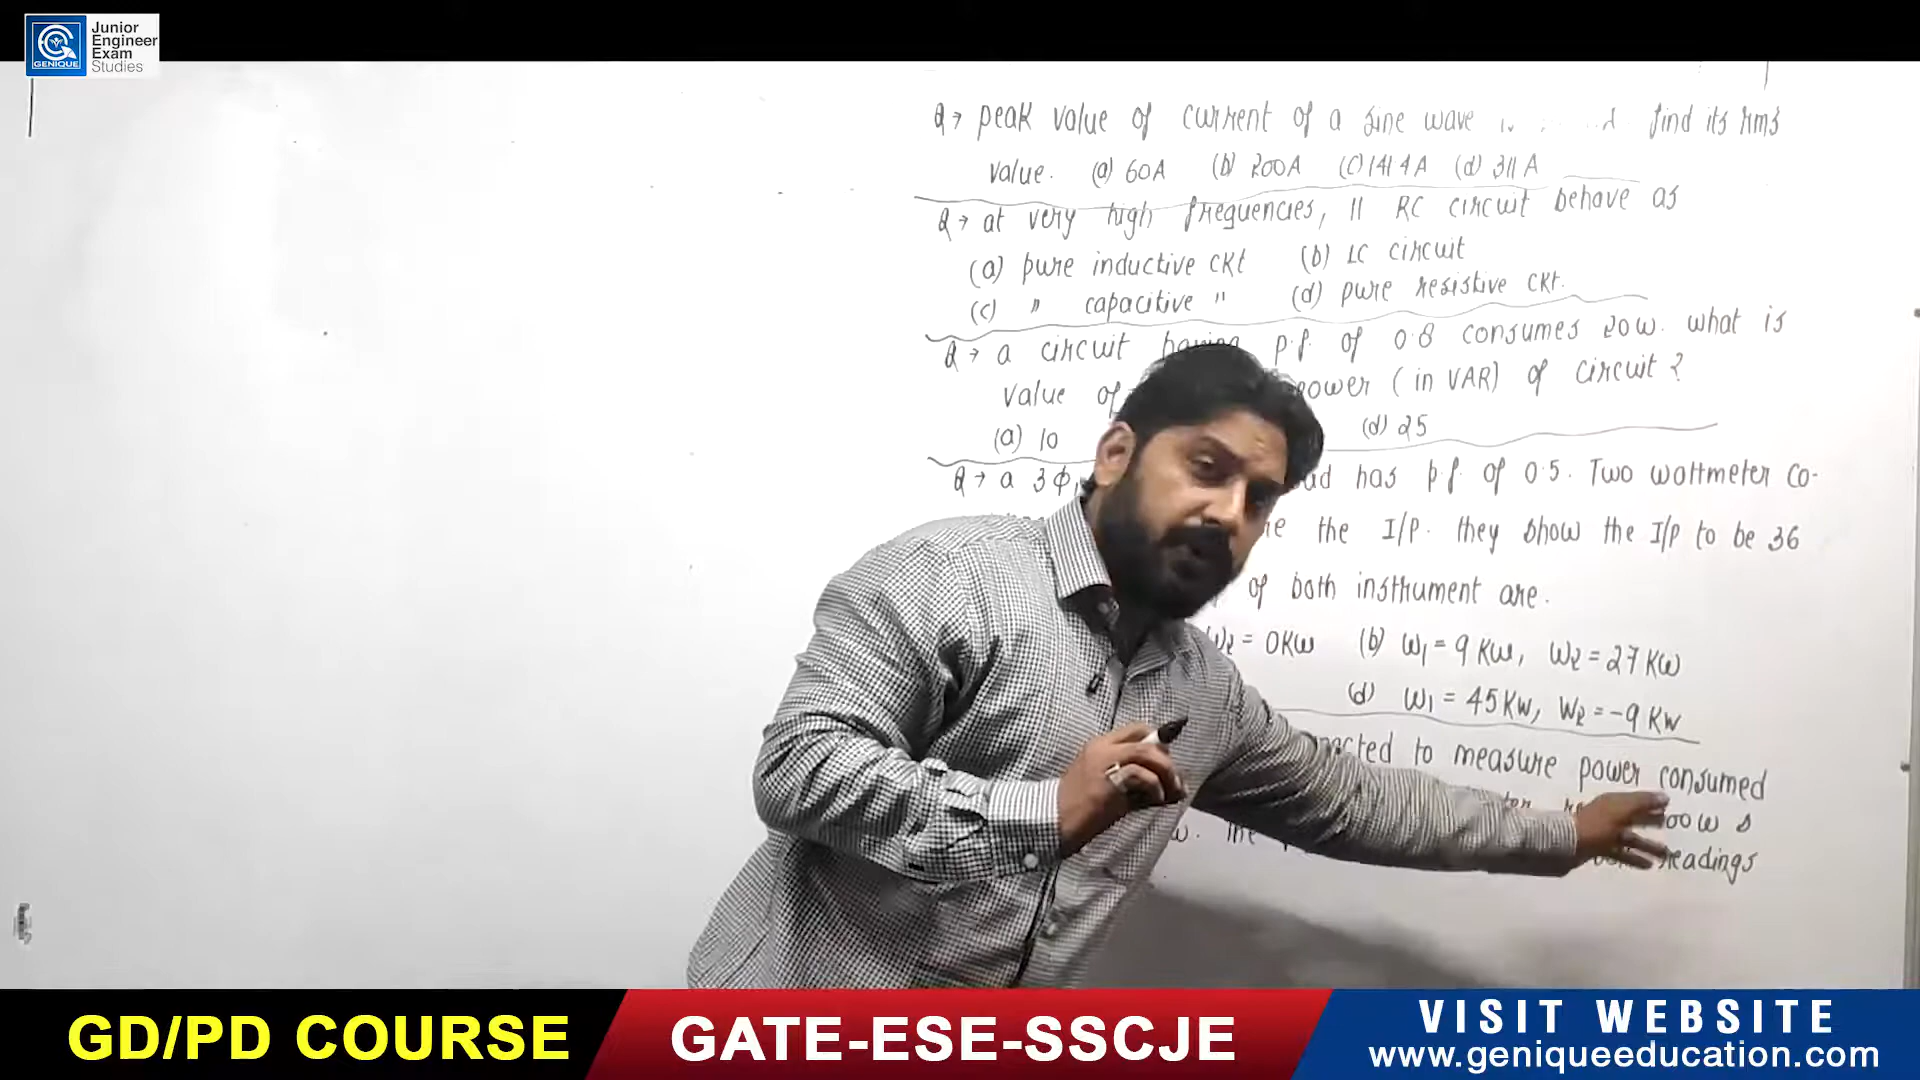 Junior
Engineer
Exam
Studies
GENIQUE
Q → peak value of current of a sine wave find its rms
value. (a) 60A (b) 200A (c) 141.4A (d) 311 A
Q → at very high frequencies, || RC circuit behave as
(a) pure inductive ckt (b) LC circuit
(c) " capacitive " (d) pure resistive ckt.
Q → a circuit having p.f. of 0.8 consumes 20w. what is
value of power (in VAR) of circuit?
(a) 10 (d) 25
Q → a 3ϕ has p.f. of 0.5. Two wattmeter co-
the I/P. they show the I/P to be 36
of both instrument are.
= 0KW (b) W1 = 9 KW, W2 = 27 KW
(d) W1 = 45 KW, W2 = -9 KW
to measure power consumed
readings
GD/PD COURSE
GATE-ESE-SSCJE
VISIT WEBSITE
www.geniqueeducation.com